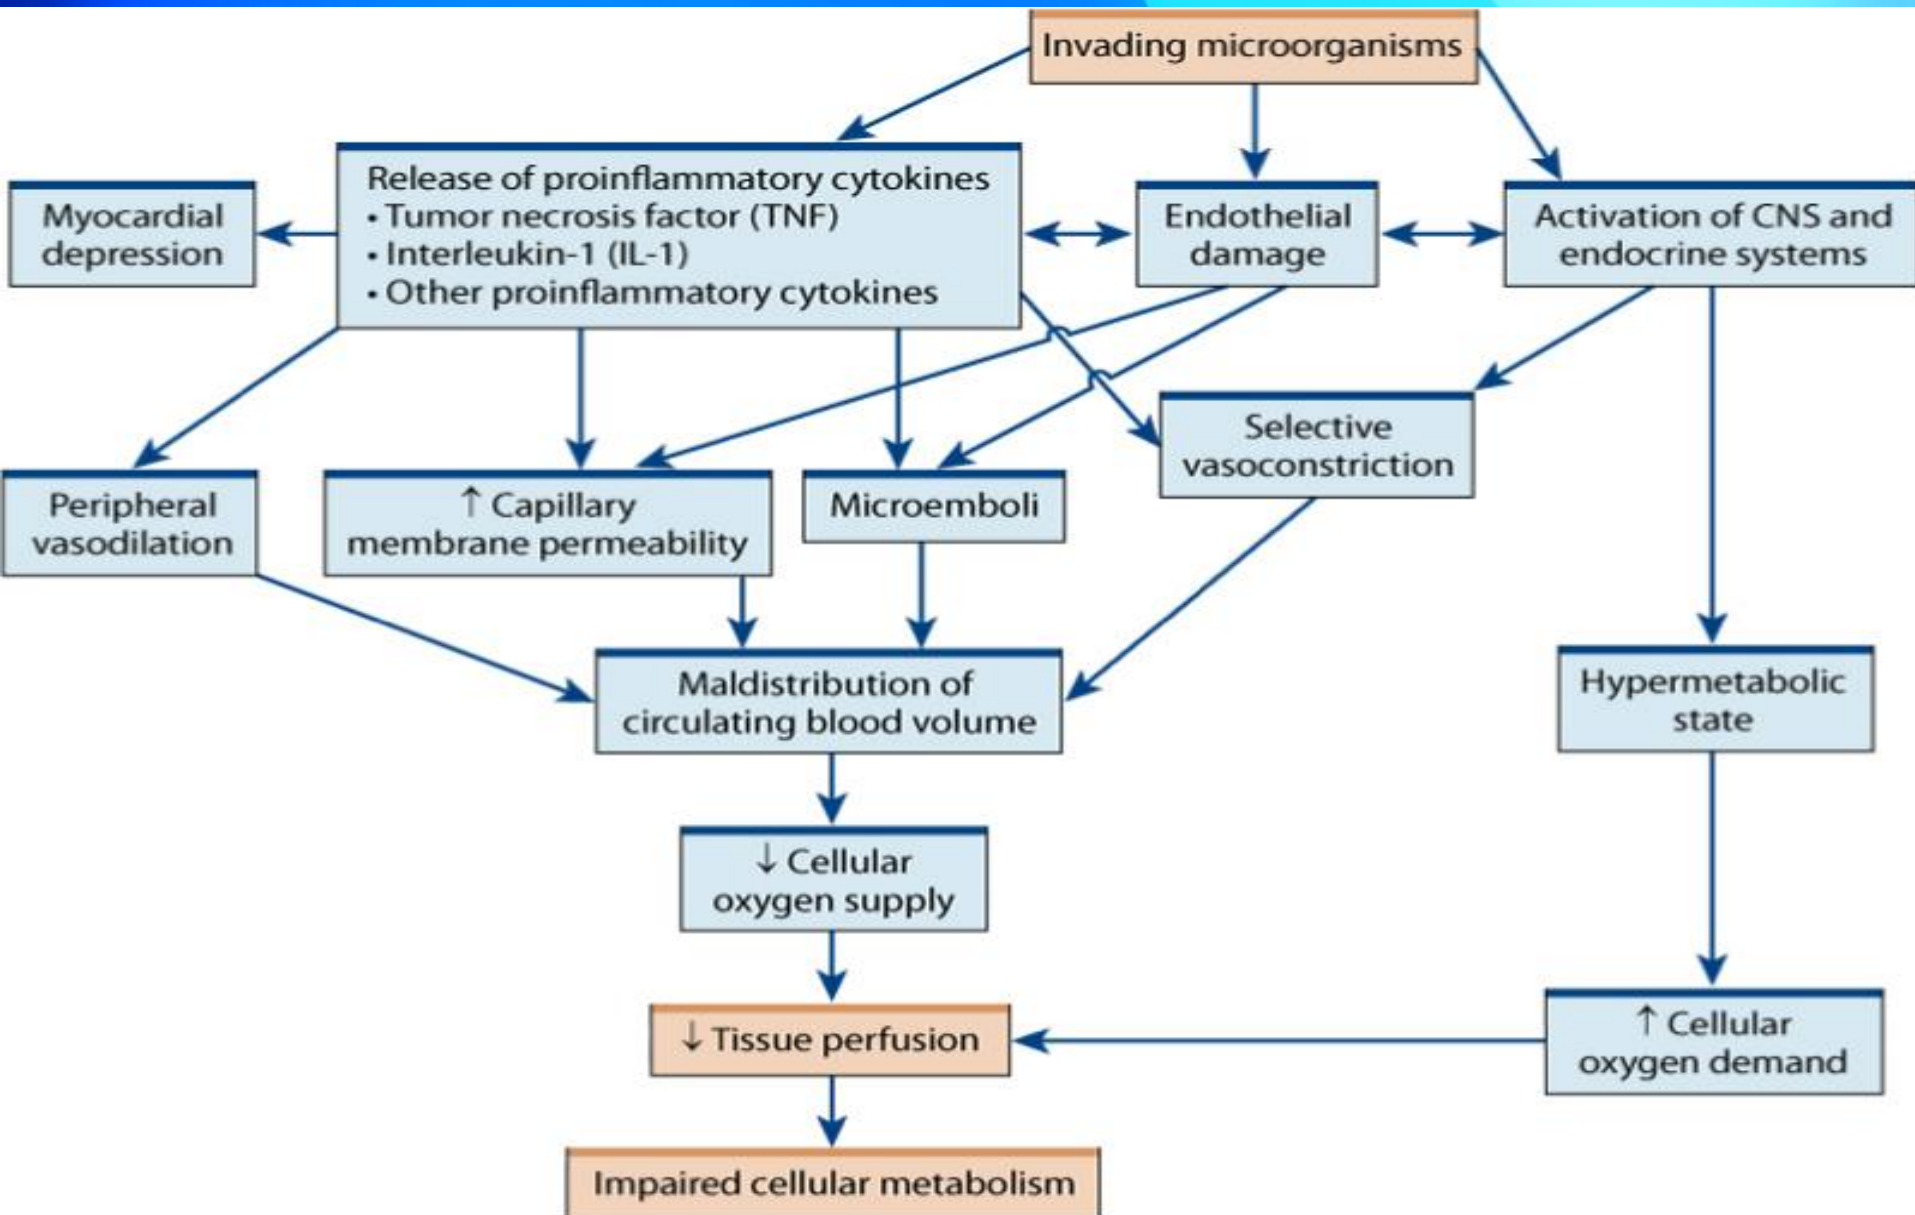 Invading microorganisms
Release of proinflammatory cytokines
• Tumor necrosis factor (TNF)
• Interleukin-1 (IL-1)
• Other proinflammatory cytokines
Myocardial
depression
Endothelial
damage
Activation of CNS and
endocrine systems
Selective
vasoconstriction
Peripheral
vasodilation
↑ Capillary
membrane permeability
Microemboli
Maldistribution of
circulating blood volume
Hypermetabolic
state
↓ Cellular
oxygen supply
↓ Tissue perfusion
↑ Cellular
oxygen demand
Impaired cellular metabolism